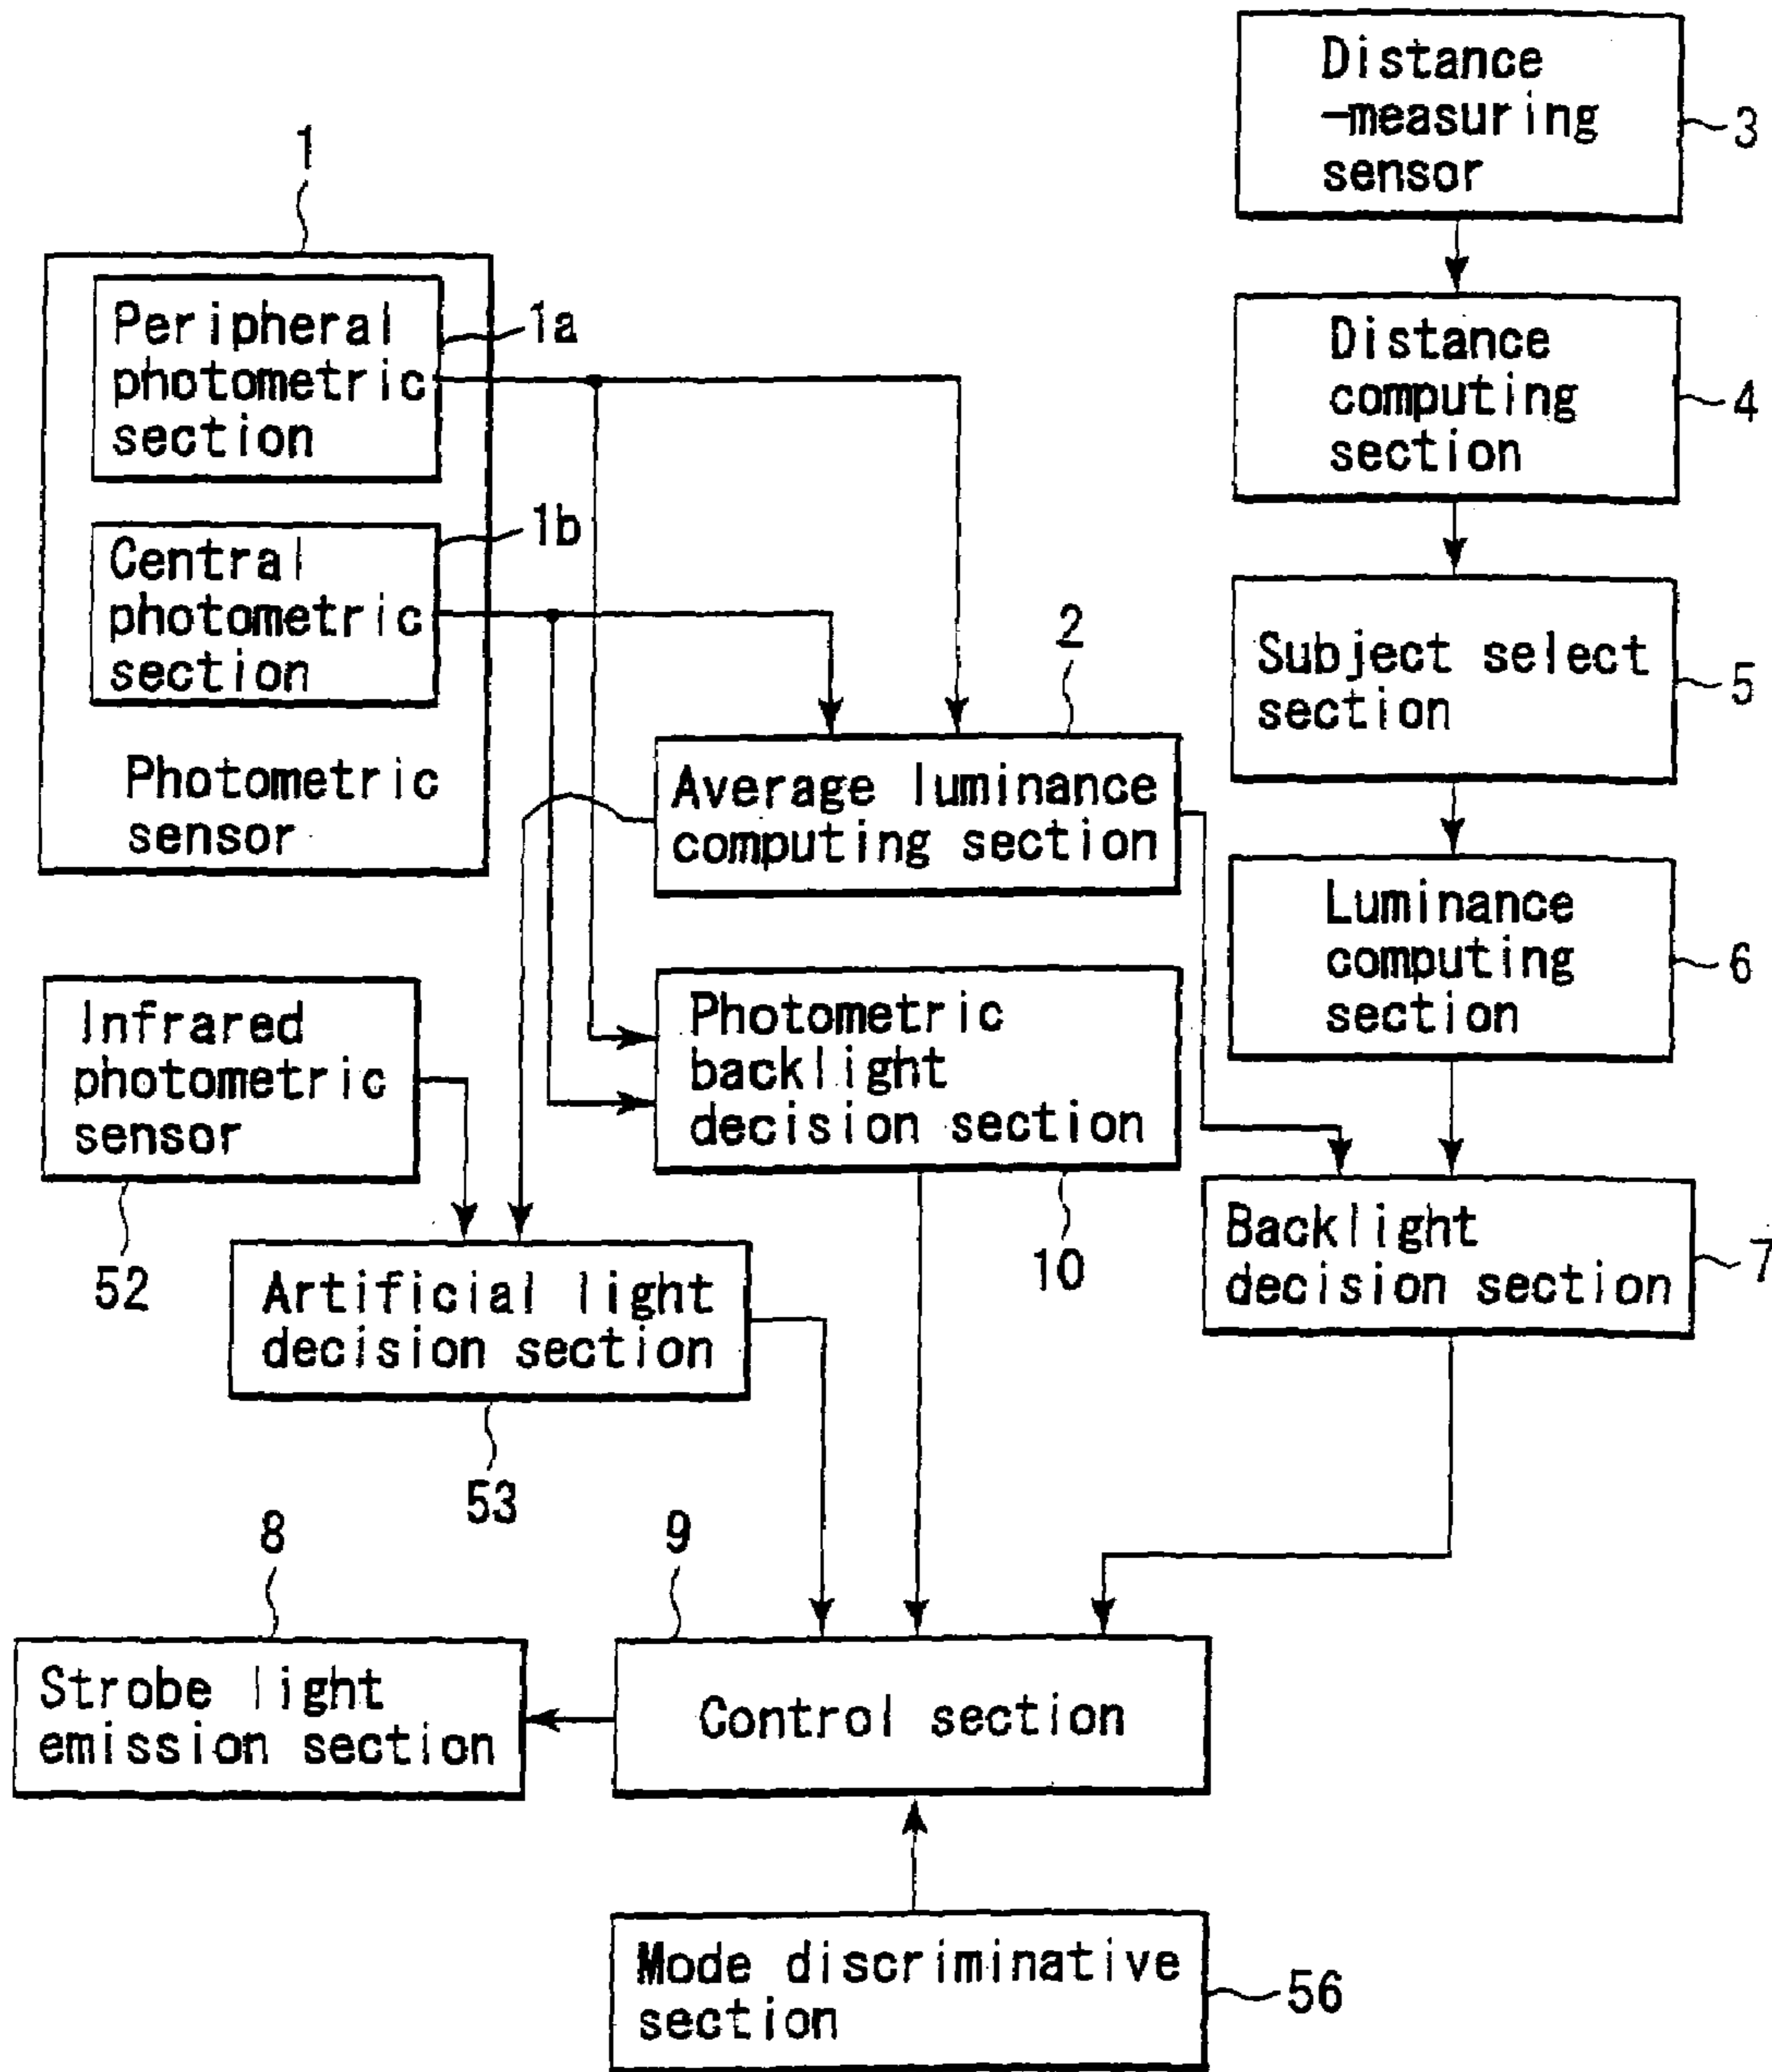 Distance
-measuring
sensor
3
1
Peripheral
photometric
section
1a
Distance
computing
section
4
Central
photometric
section
1b
Photometric
sensor
2
Average luminance
computing section
Subject select
section
5
Luminance
computing
section
6
Infrared
photometric
sensor
52
Photometric
backlight
decision section
10
Backlight
decision section
7
Artificial light
decision section
53
8
Strobe light
emission section
9
Control section
Mode discriminative
section
56